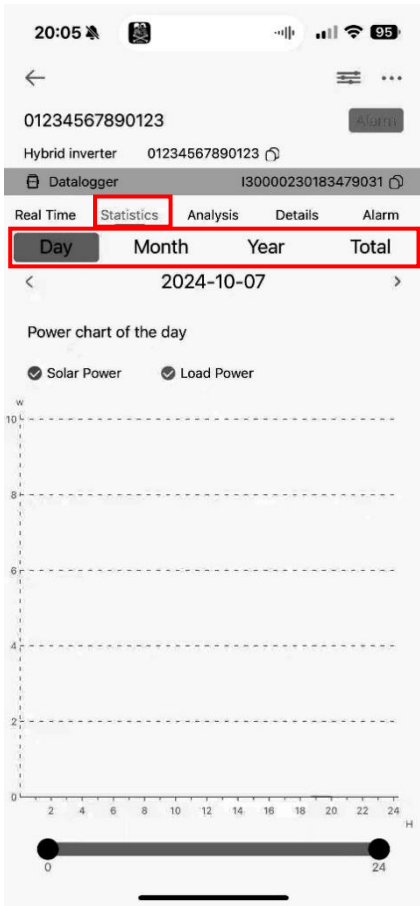 20:05 95
01234567890123 Alarm
Hybrid inverter 01234567890123
Datalogger I30000230183479031
Real Time Statistics Analysis Details Alarm
Day Month Year Total
< 2024-10-07 >
Power chart of the day
Solar Power Load Power
W
10
8
6
4
2
0
2 4 6 8 10 12 14 16 18 20 22 24
H
0 24